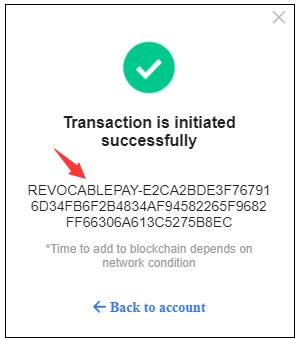 Transaction is initiated
successfully
REVOCABLEPAY-E2CA2BDE3F76791
6D34FB6F2B4834AF94582265F9682
FF66306A613C5275B8EC
*Time to add to blockchain depends on
network condition
Back to account